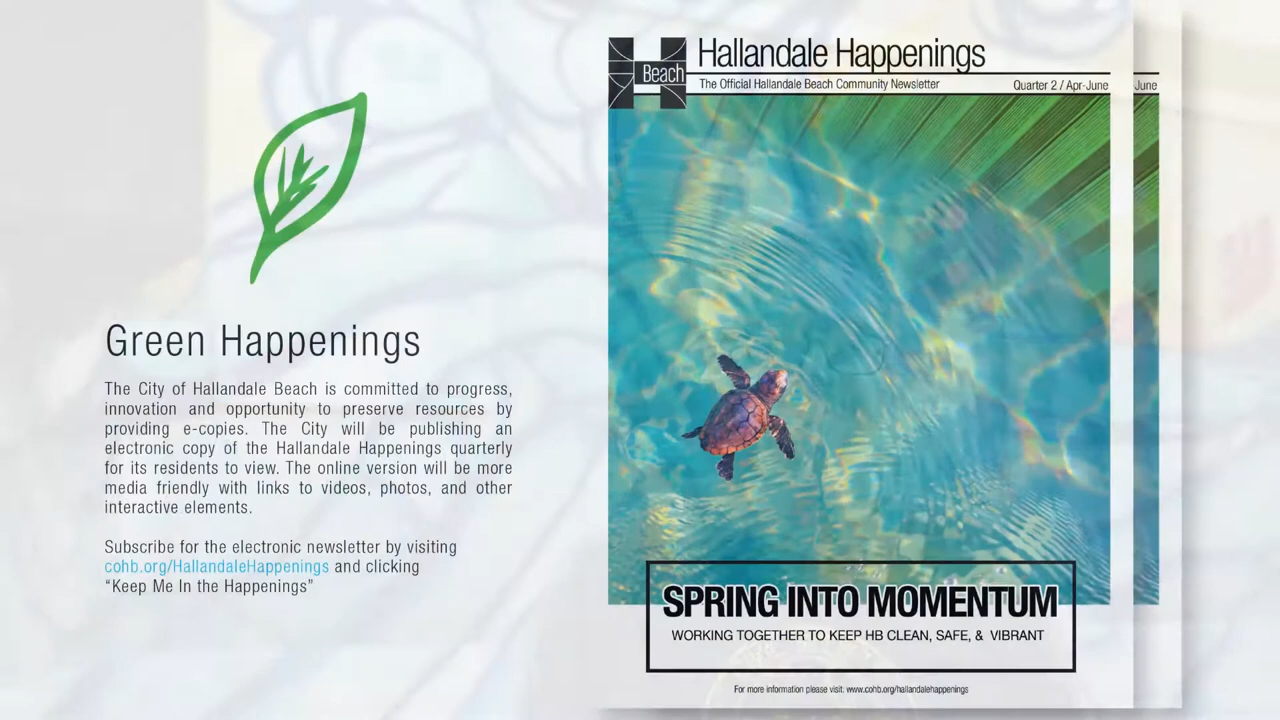 Green Happenings
The City of Hallandale Beach is committed to progress,
innovation and opportunity to preserve resources by
providing e-copies. The City will be publishing an
electronic copy of the Hallandale Happenings quarterly
for its residents to view. The online version will be more
media friendly with links to videos, photos, and other
interactive elements.
Subscribe for the electronic newsletter by visiting
cohb.org/HallandaleHappenings and clicking
“Keep Me In the Happenings”
Beach
Hallandale Happenings
The Official Hallandale Beach Community Newsletter
Quarter 2 / Apr-June
June
SPRING INTO MOMENTUM
WORKING TOGETHER TO KEEP HB CLEAN, SAFE, & VIBRANT
For more information please visit: www.cohb.org/hallandalehappenings